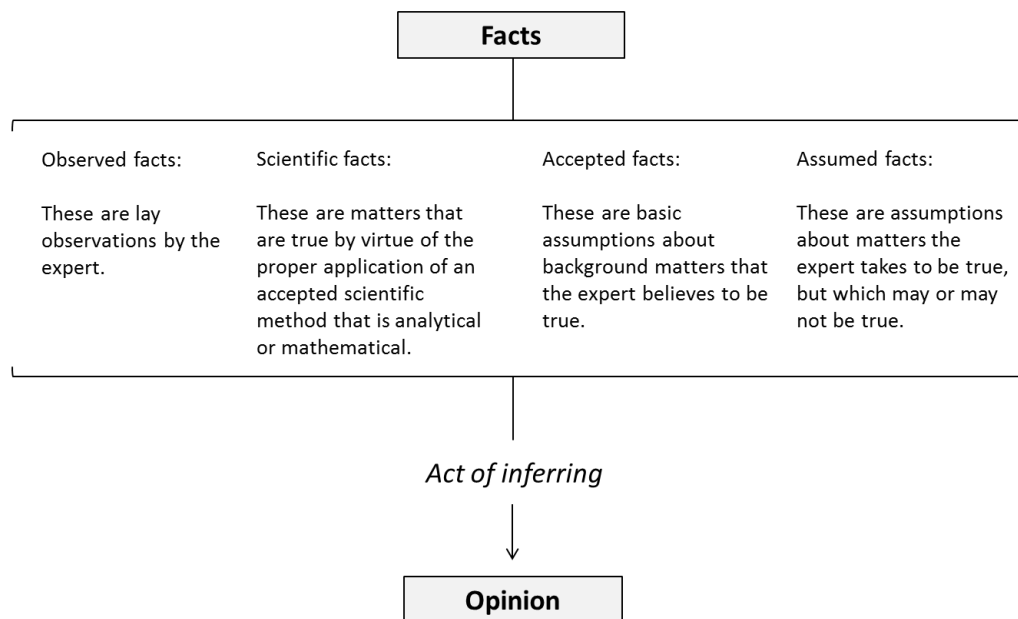 Facts
Observed facts:
These are lay
observations by the
expert.
Scientific facts:
These are matters that
are true by virtue of the
proper application of an
accepted scientific
method that is analytical
or mathematical.
Accepted facts:
These are basic
assumptions about
background matters that
the expert believes to be
true.
Assumed facts:
These are assumptions
about matters the
expert takes to be true,
but which may or may
not be true.
Act of inferring
Opinion